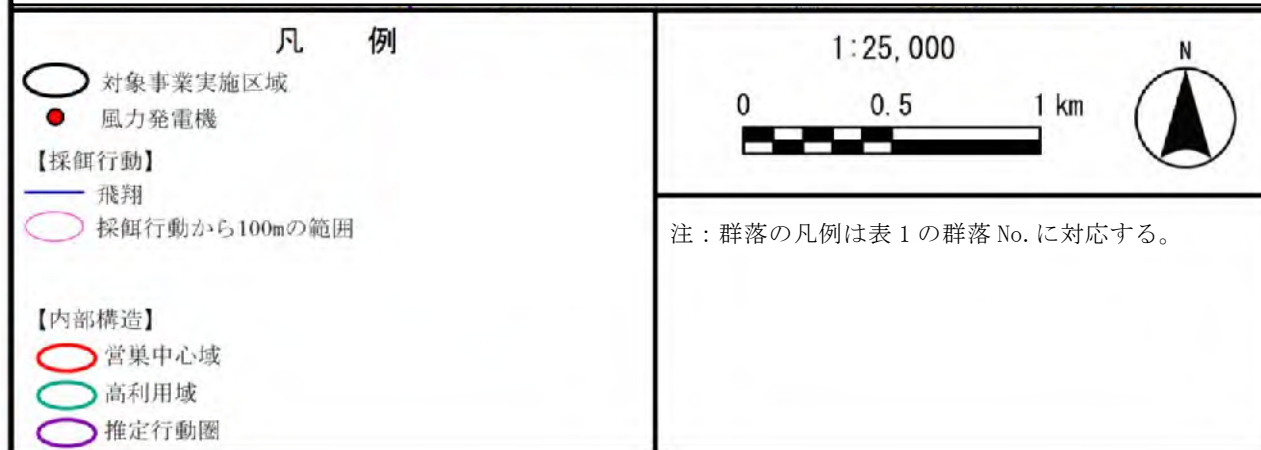 凡 例
対象事業実施区域
風力発電機
【採餌行動】
飛翔
採餌行動から100mの範囲
【内部構造】
営巣中心域
高利用域
推定行動圏
1:25,000
0 0.5 1 km
N
注：群落の凡例は表1の群落No.に対応する。